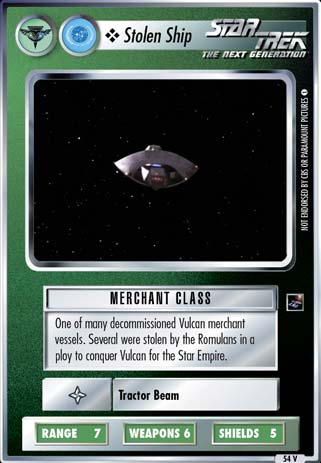 ❖ Stolen Ship
STAR TREK
THE NEXT GENERATION®
NOT ENDORSED BY CBS OR PARAMOUNT PICTURES
MERCHANT CLASS
One of many decommissioned Vulcan merchant
vessels. Several were stolen by the Romulans in a
ploy to conquer Vulcan for the Star Empire.
Tractor Beam
RANGE 7 WEAPONS 6 SHIELDS 5
54 V